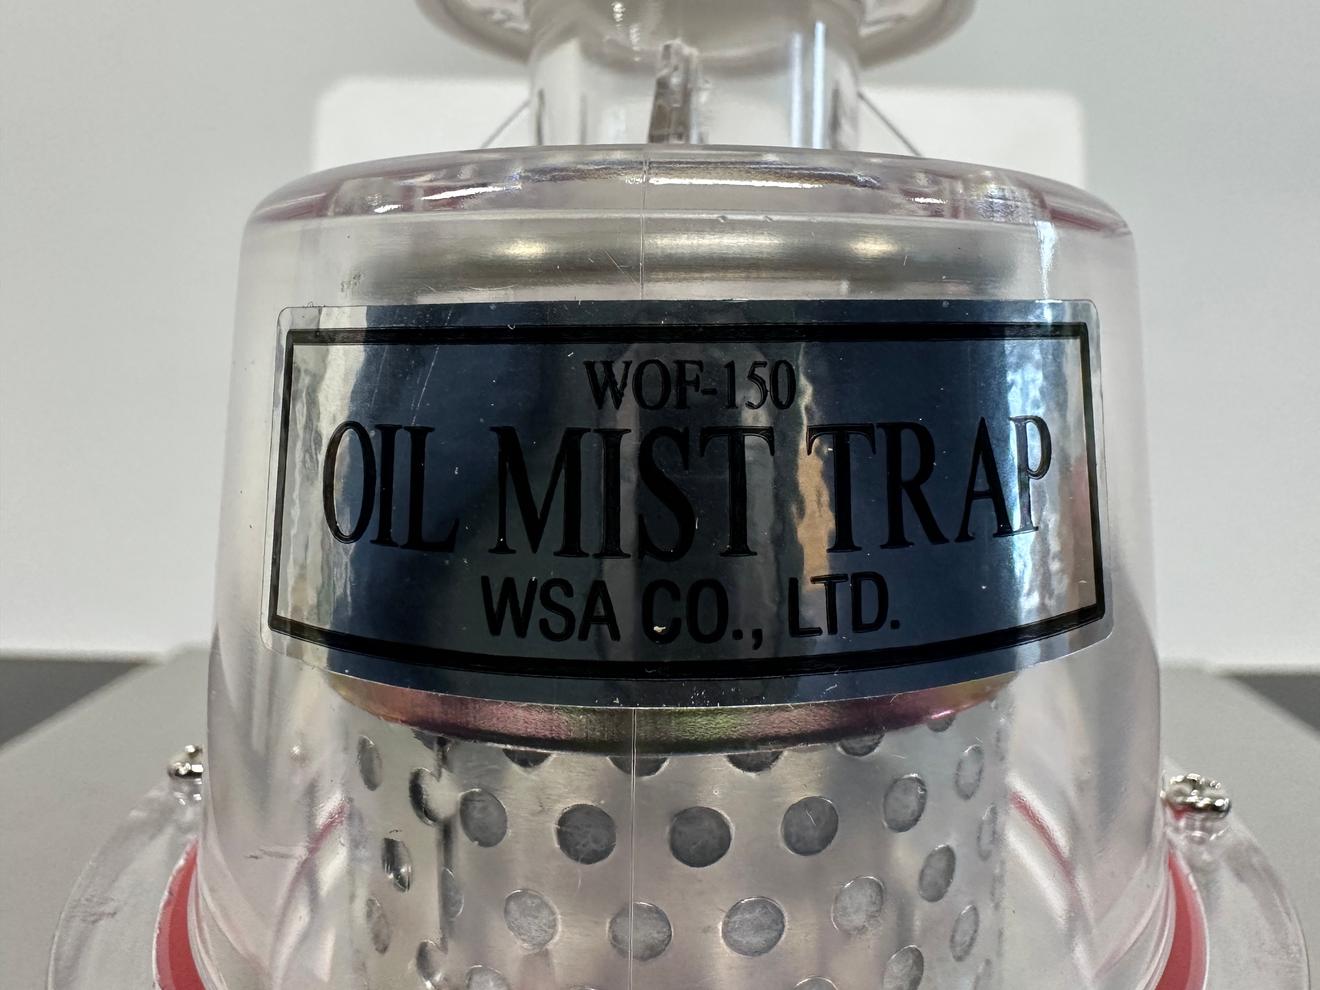 WOF-150
OIL MIST TRAP
WSA CO., LTD.